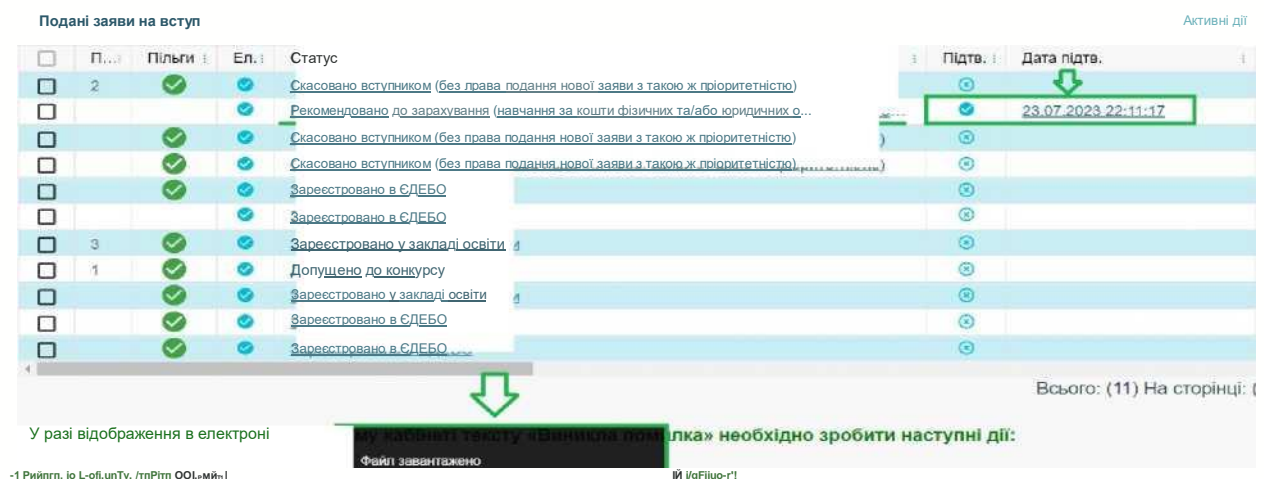 Подані заяви на вступ Активні дії
П... Пільги Ел. Статус Підтв. Дата підтв.
2 Скасовано вступником (без права подання нової заяви з такою ж пріоритетністю)
Рекомендовано до зарахування (навчання за кошти фізичних та/або юридичних о... 23.07.2023 22:11:17
Скасовано вступником (без права подання нової заяви з такою ж пріоритетністю)
Скасовано вступником (без права подання нової заяви з такою ж пріоритетністю)
Зареєстровано в ЄДЕБО
Зареєстровано в ЄДЕБО
3 Зареєстровано у закладі освіти
1 Допущено до конкурсу
Зареєстровано у закладі освіти
Зареєстровано в ЄДЕБО
Зареєстровано в ЄДЕБО
Всього: (11) На сторінці: (
У разі відображення в електроні му кабінеті тексту «Виникла помилка» необхідно зробити наступні дії:
Файл завантажено